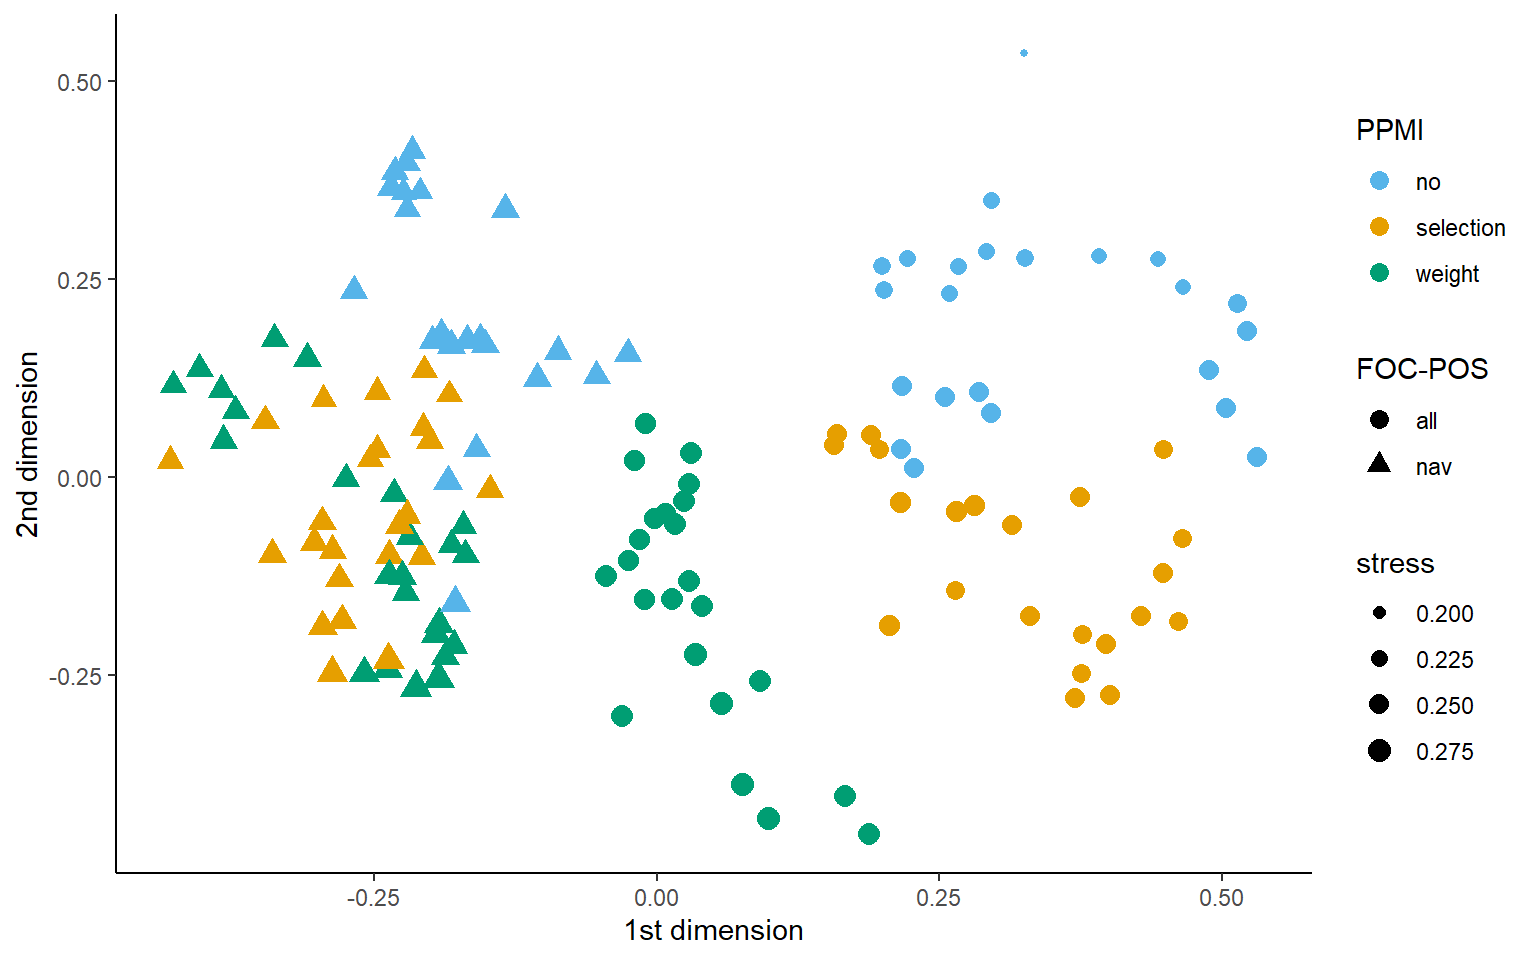 0.50
0.25
0.00
-0.25
2nd dimension
-0.25
0.00
0.25
0.50
1st dimension
PPMI
no
selection
weight
FOC-POS
all
nav
stress
0.200
0.225
0.250
0.275